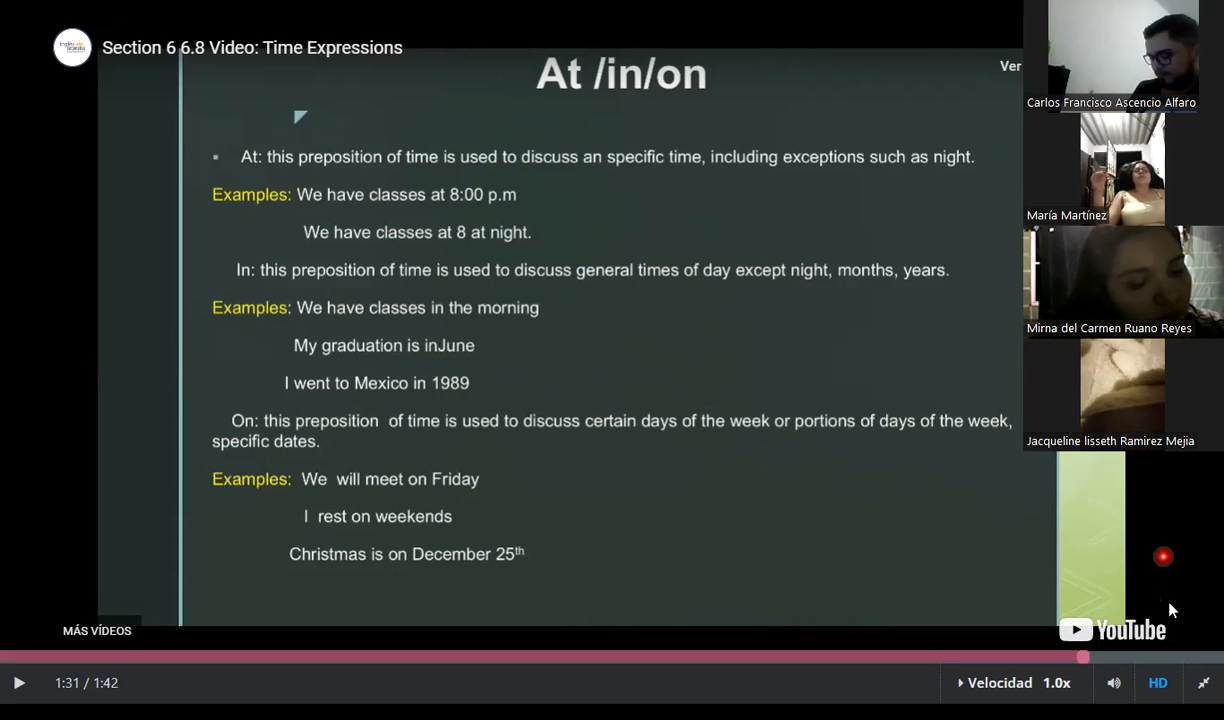 Section 6 6.8 Video: Time Expressions
At /in/on
Ver
▪ At: this preposition of time is used to discuss an specific time, including exceptions such as night.
Examples: We have classes at 8:00 p.m
We have classes at 8 at night.
In: this preposition of time is used to discuss general times of day except night, months, years.
Examples: We have classes in the morning
My graduation is inJune
I went to Mexico in 1989
On: this preposition of time is used to discuss certain days of the week or portions of days of the week,
specific dates.
Examples: We will meet on Friday
I rest on weekends
Christmas is on December 25th
Carlos Francisco Ascencio Alfaro
María Martínez
Mirna del Carmen Ruano Reyes
Jacqueline lisseth Ramirez Mejia
MÁS VÍDEOS
YouTube
1:31 / 1:42
Velocidad 1.0x
HD